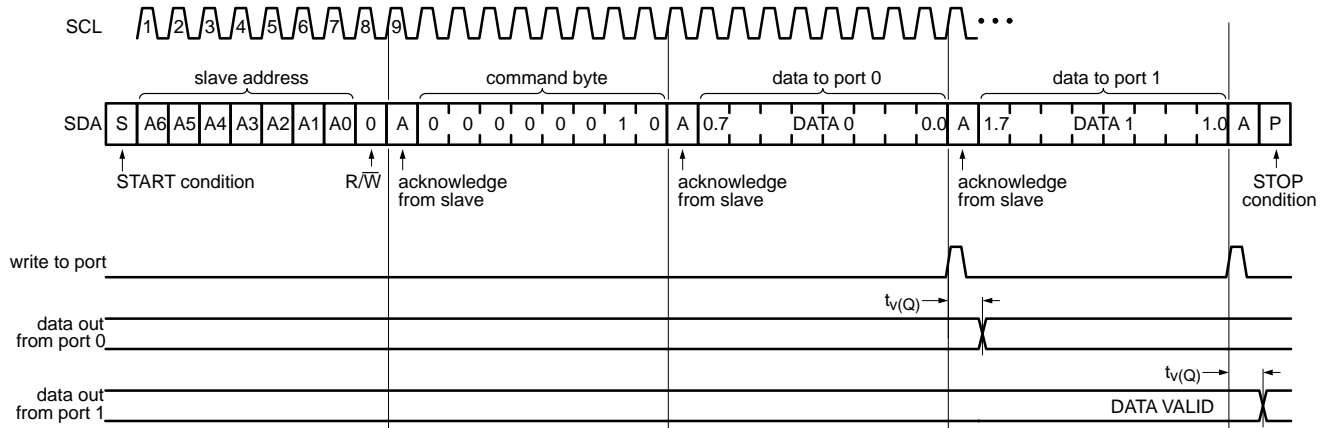 SCL 1 2 3 4 5 6 7 8 9 •••
slave address command byte data to port 0 data to port 1
SDA S A6 A5 A4 A3 A2 A1 A0 0 A 0 0 0 0 0 0 1 0 A 0.7 DATA 0 0.0 A 1.7 DATA 1 1.0 A P
START condition R/W̅ acknowledge from slave acknowledge from slave acknowledge from slave STOP condition
write to port
tv(Q)
data out from port 0
tv(Q)
data out from port 1 DATA VALID